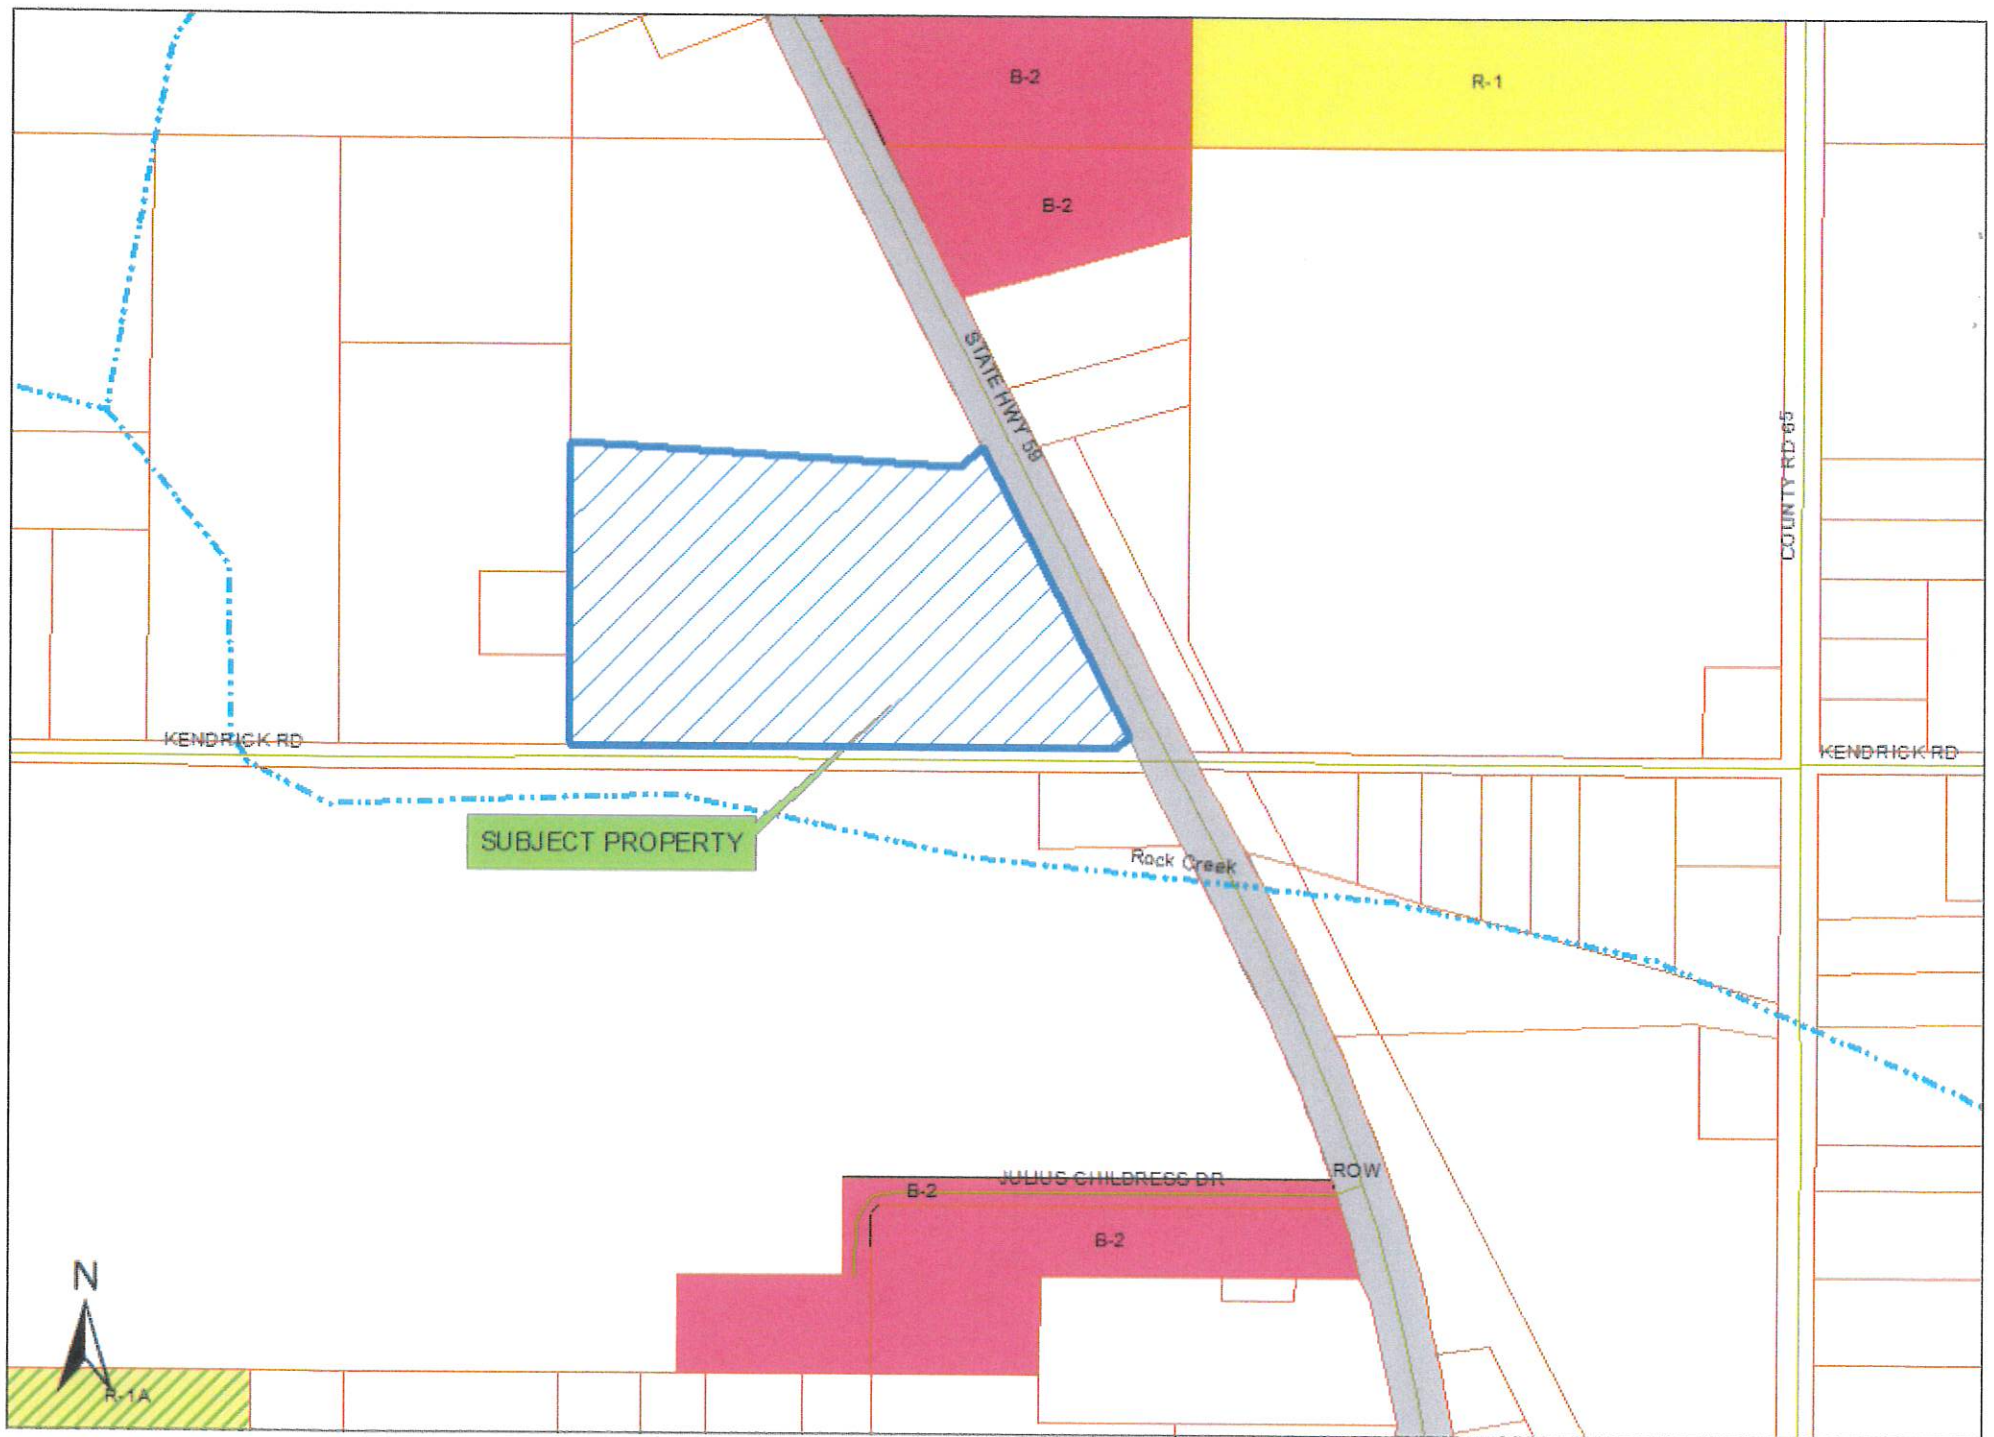 B-2
R-1
B-2
STATE HWY 59
COUNTY RD 65
KENDRICK RD
KENDRICK RD
SUBJECT PROPERTY
Rock Creek
JULIUS CHILDRESS DR
ROW
B-2
B-2
N
R-1A